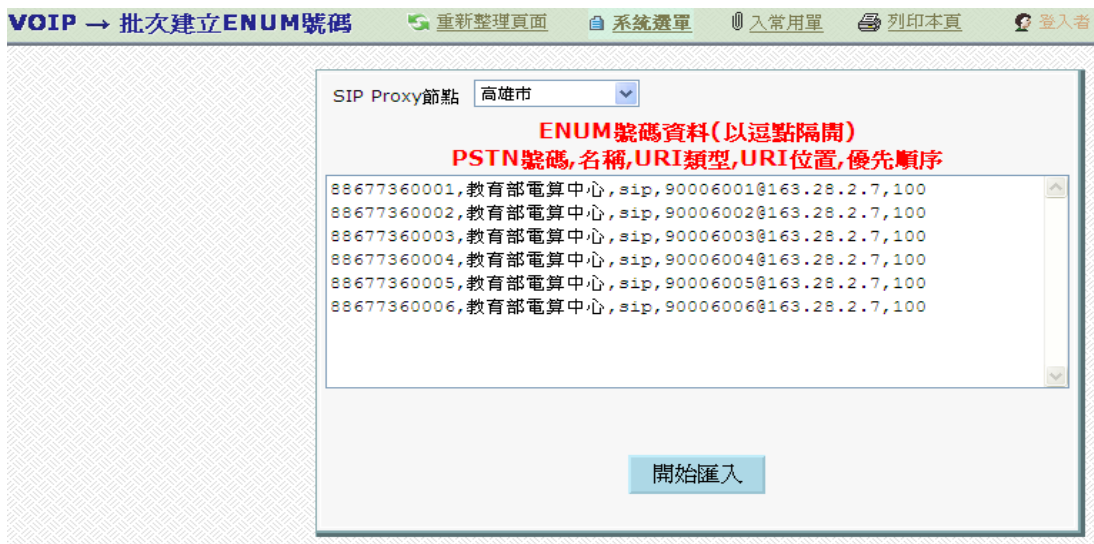 VOIP → 批次建立ENUM號碼 重新整理頁面 系統選單 入常用單 列印本頁 登入者
SIP Proxy節點 高雄市
ENUM號碼資料(以逗點隔開)
PSTN號碼,名稱,URI類型,URI位置,優先順序
88677360001,教育部電算中心,sip,90006001@163.28.2.7,100
88677360002,教育部電算中心,sip,90006002@163.28.2.7,100
88677360003,教育部電算中心,sip,90006003@163.28.2.7,100
88677360004,教育部電算中心,sip,90006004@163.28.2.7,100
88677360005,教育部電算中心,sip,90006005@163.28.2.7,100
88677360006,教育部電算中心,sip,90006006@163.28.2.7,100
開始匯入